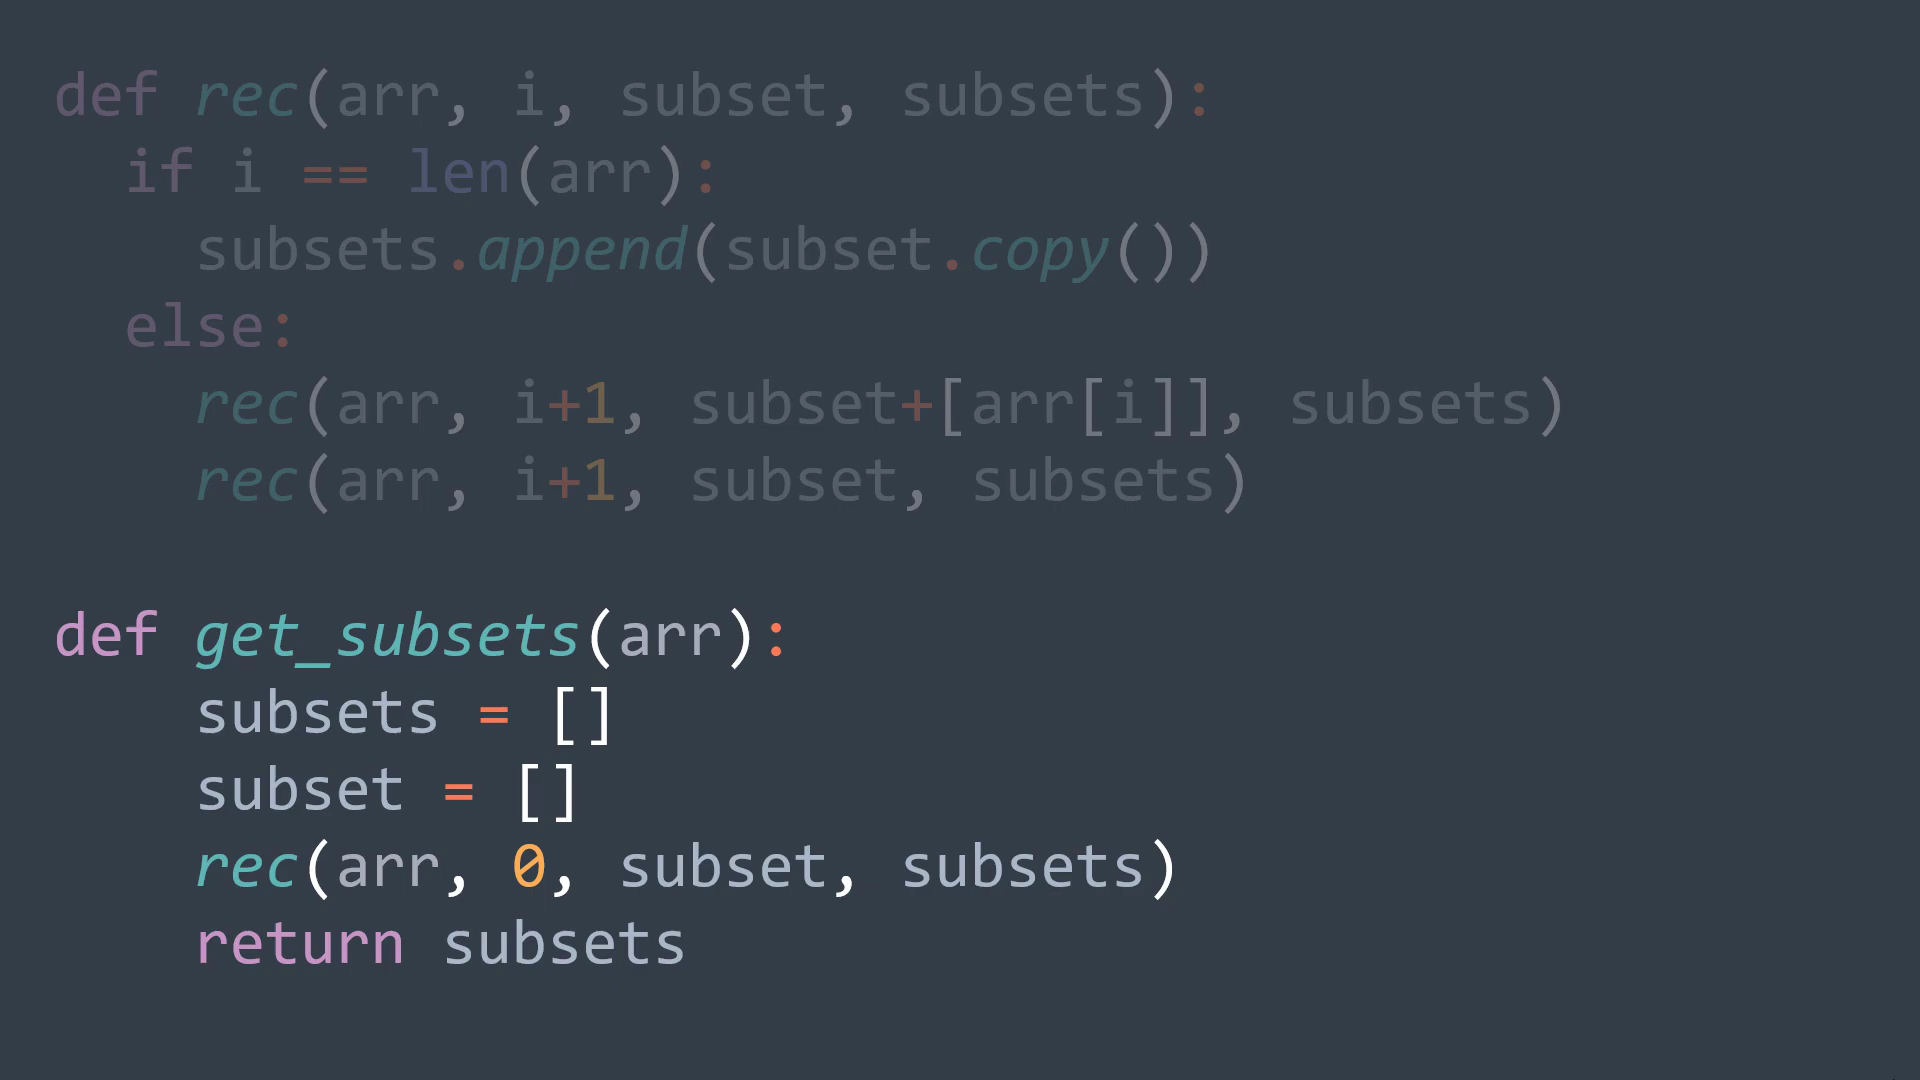 def rec(arr, i, subset, subsets):
  if i == len(arr):
    subsets.append(subset.copy())
  else:
    rec(arr, i+1, subset+[arr[i]], subsets)
    rec(arr, i+1, subset, subsets)

def get_subsets(arr):
    subsets = []
    subset = []
    rec(arr, 0, subset, subsets)
    return subsets